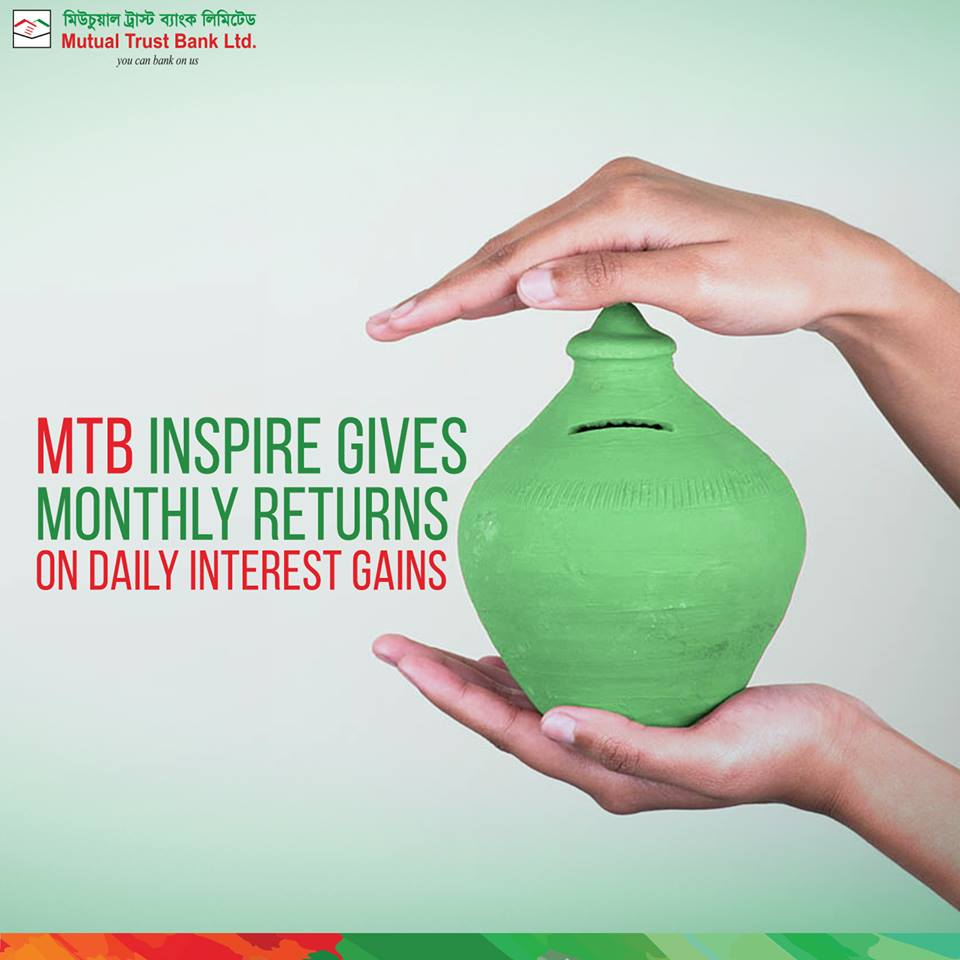 মিউচুয়াল ট্রাস্ট ব্যাংক লিমিটেড
Mutual Trust Bank Ltd.
you can bank on us
MTB INSPIRE GIVES
MONTHLY RETURNS
ON DAILY INTEREST GAINS